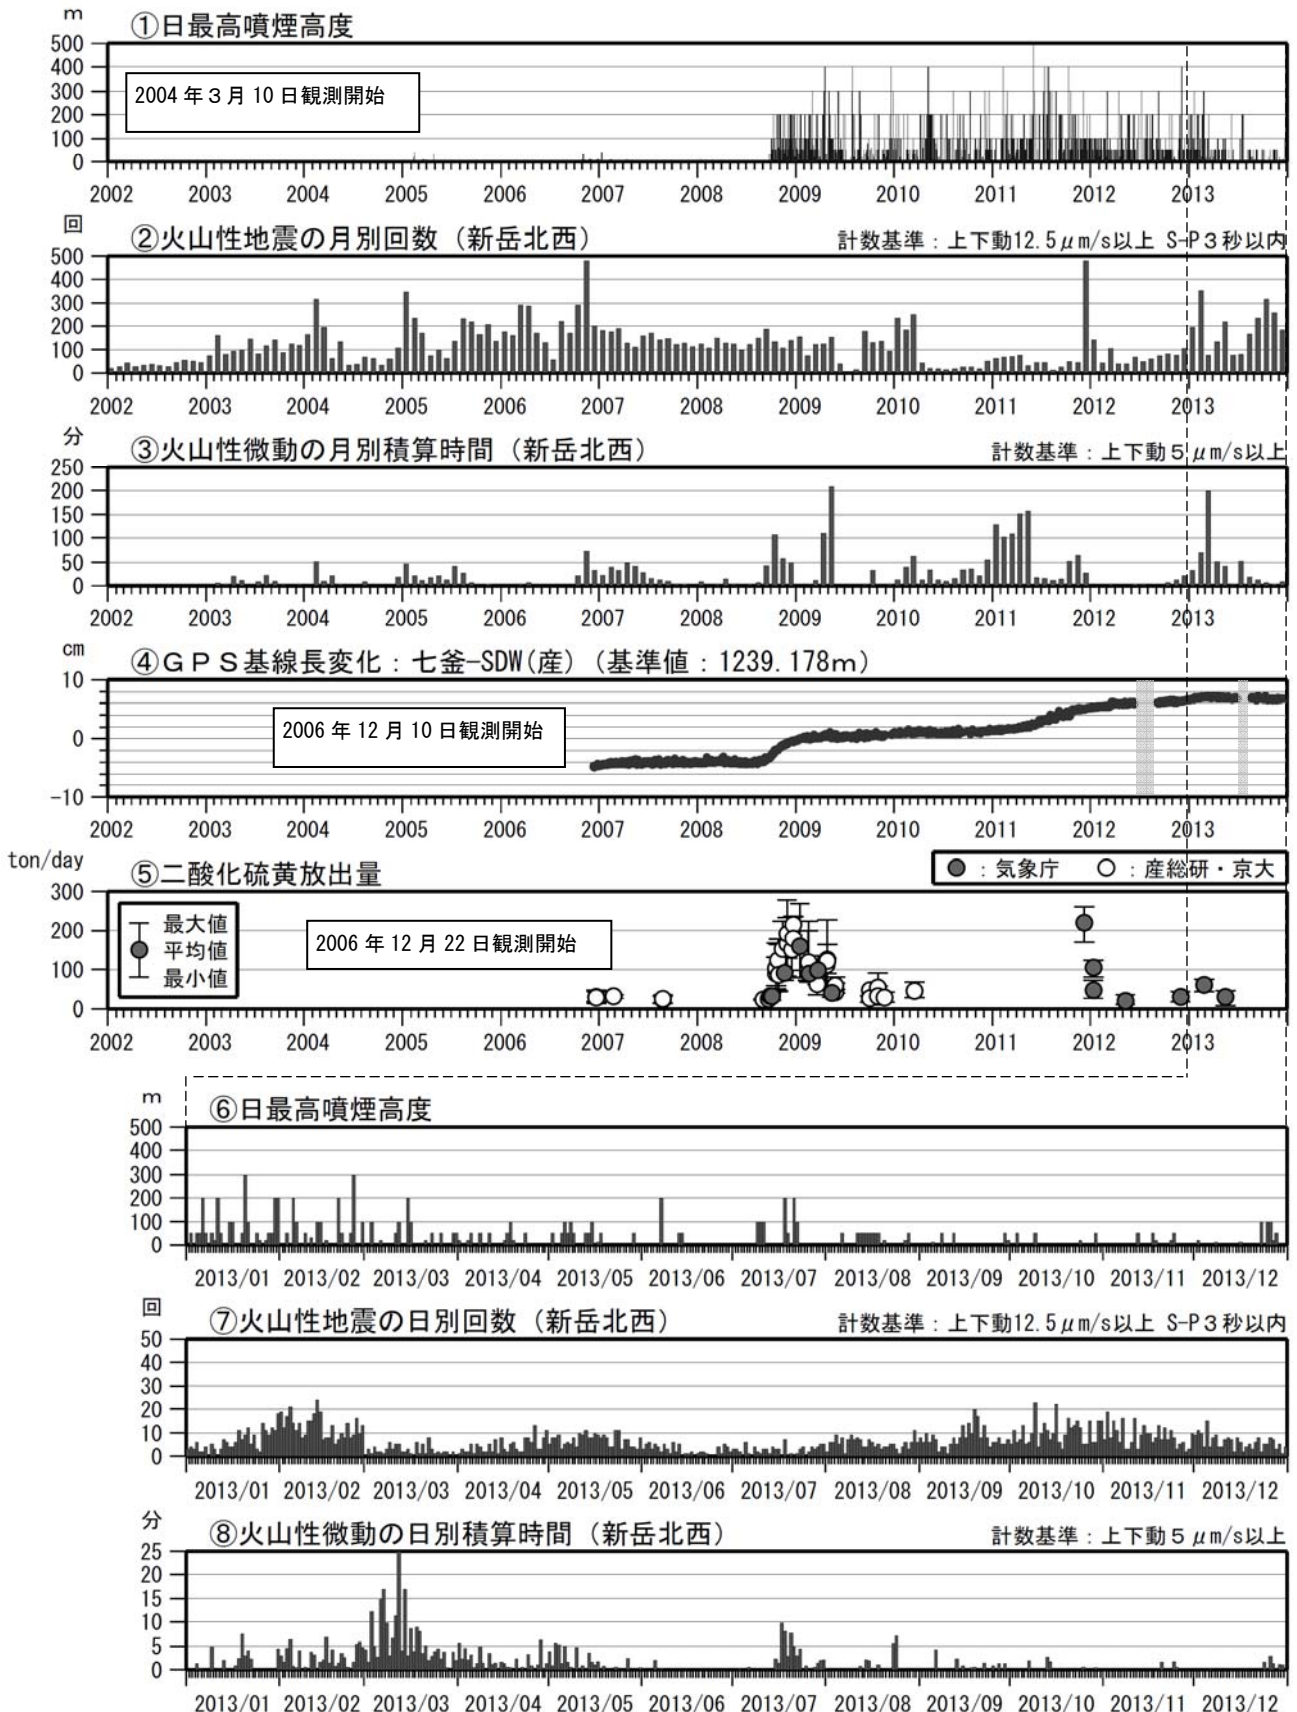 m
①日最高噴煙高度
500
400
300
200
100
0
2004年3月10日観測開始
2002 2003 2004 2005 2006 2007 2008 2009 2010 2011 2012 2013
回
②火山性地震の月別回数（新岳北西）
計数基準：上下動12.5μm/s以上 S-P3秒以内
500
400
300
200
100
0
2002 2003 2004 2005 2006 2007 2008 2009 2010 2011 2012 2013
分
③火山性微動の月別積算時間（新岳北西）
計数基準：上下動5μm/s以上
250
200
150
100
50
0
2002 2003 2004 2005 2006 2007 2008 2009 2010 2011 2012 2013
cm
④GPS基線長変化：七釜-SDW(産)（基準値：1239.178m）
10
0
-10
2006年12月10日観測開始
2002 2003 2004 2005 2006 2007 2008 2009 2010 2011 2012 2013
ton/day
⑤二酸化硫黄放出量
：気象庁 ：産総研・京大
300
200
100
0
最大値
平均値
最小値
2006年12月22日観測開始
2002 2003 2004 2005 2006 2007 2008 2009 2010 2011 2012 2013
m
⑥日最高噴煙高度
500
400
300
200
100
0
2013/01 2013/02 2013/03 2013/04 2013/05 2013/06 2013/07 2013/08 2013/09 2013/10 2013/11 2013/12
回
⑦火山性地震の日別回数（新岳北西）
計数基準：上下動12.5μm/s以上 S-P3秒以内
50
40
30
20
10
0
2013/01 2013/02 2013/03 2013/04 2013/05 2013/06 2013/07 2013/08 2013/09 2013/10 2013/11 2013/12
分
⑧火山性微動の日別積算時間（新岳北西）
計数基準：上下動5μm/s以上
25
20
15
10
5
0
2013/01 2013/02 2013/03 2013/04 2013/05 2013/06 2013/07 2013/08 2013/09 2013/10 2013/11 2013/12